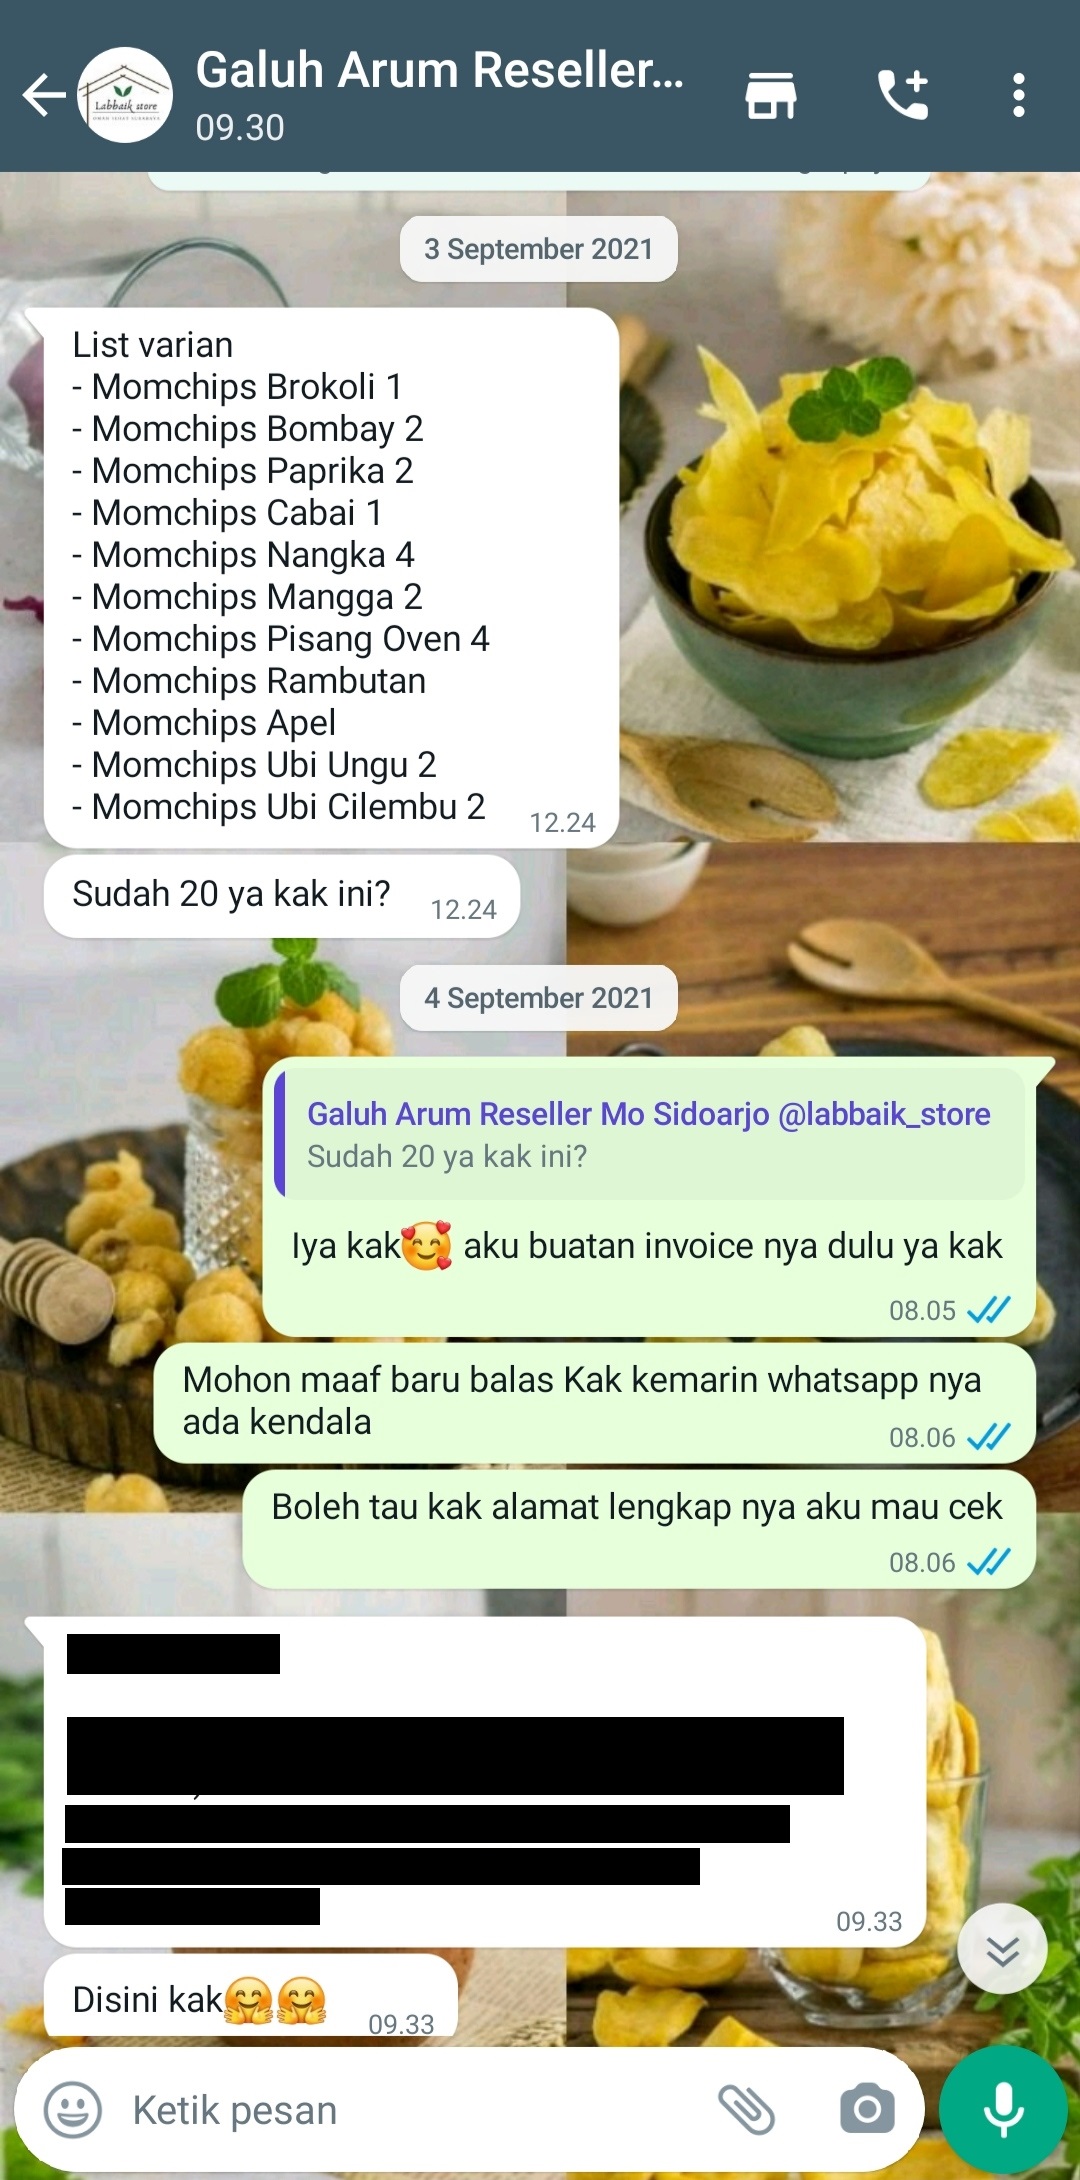 Galuh Arum Reseller...
09.30
Labbaik store
3 September 2021
List varian
- Momchips Brokoli 1
- Momchips Bombay 2
- Momchips Paprika 2
- Momchips Cabai 1
- Momchips Nangka 4
- Momchips Mangga 2
- Momchips Pisang Oven 4
- Momchips Rambutan
- Momchips Apel
- Momchips Ubi Ungu 2
- Momchips Ubi Cilembu 2
12.24
Sudah 20 ya kak ini?
12.24
4 September 2021
Galuh Arum Reseller Mo Sidoarjo @labbaik_store
Sudah 20 ya kak ini?
Iya kak🥰 aku buatan invoice nya dulu ya kak
08.05
Mohon maaf baru balas Kak kemarin whatsapp nya
ada kendala
08.06
Boleh tau kak alamat lengkap nya aku mau cek
08.06
09.33
Disini kak🤗🤗
09.33
Ketik pesan